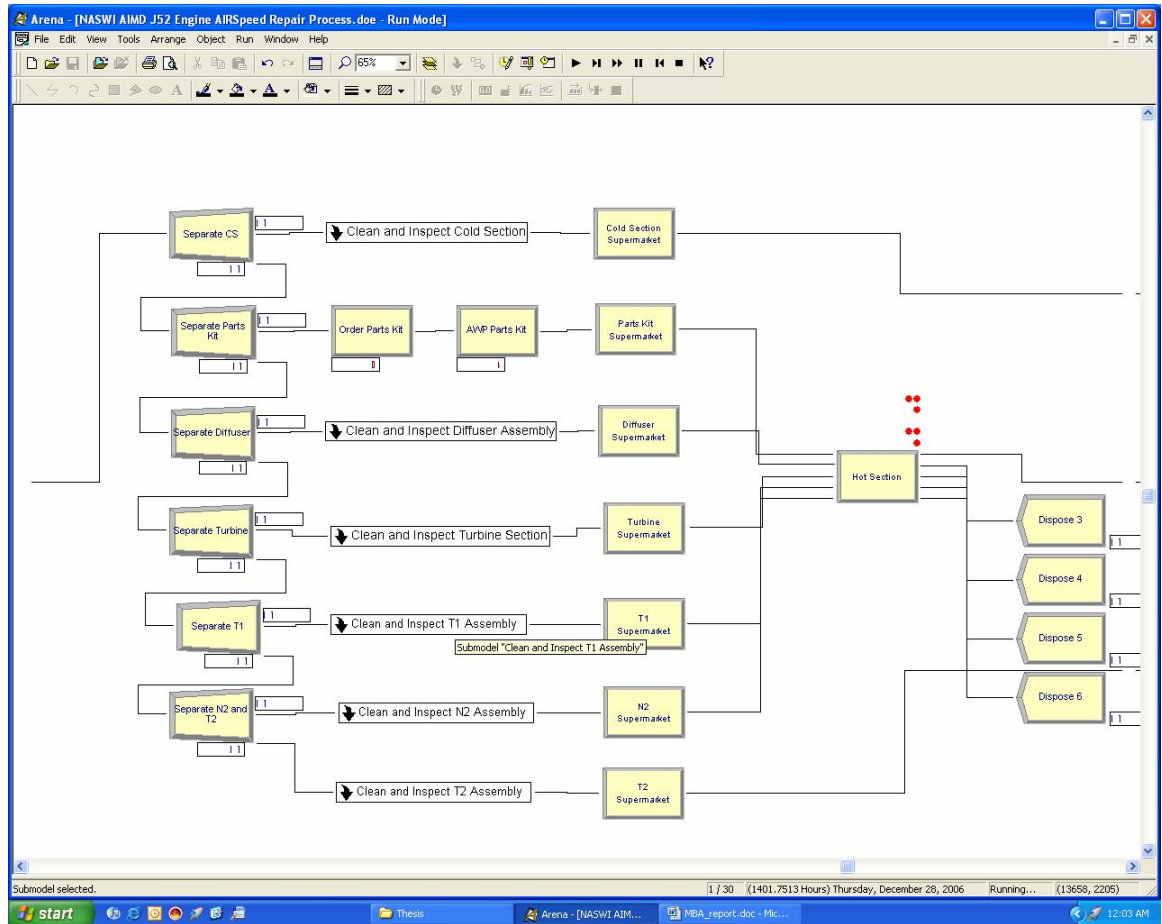 Arena - [NASWI AIMD J52 Engine AIRSpeed Repair Process.doe - Run Mode]
File Edit View Tools Arrange Object Run Window Help
65%
Separate CS
Clean and Inspect Cold Section
Cold Section
Supermarket
Separate Parts
Kit
Order Parts Kit
AWP Parts Kit
Parts Kit
Supermarket
Separate Diffuser
Clean and Inspect Diffuser Assembly
Diffuser
Supermarket
Hot Section
Separate Turbine
Clean and Inspect Turbine Section
Turbine
Supermarket
Dispose 3
Dispose 4
Separate T1
Clean and Inspect T1 Assembly
T1
Supermarket
Submodel "Clean and Inspect T1 Assembly"
Dispose 5
Separate N2 and
T2
Clean and Inspect N2 Assembly
N2
Supermarket
Dispose 6
Clean and Inspect T2 Assembly
T2
Supermarket
Submodel selected.
1 / 30 (1401.7513 Hours) Thursday, December 28, 2006 Running... (13658, 2205)
start Thesis Arena - [NASWI AIM... MBA_report.doc - Mic... 12:03 AM